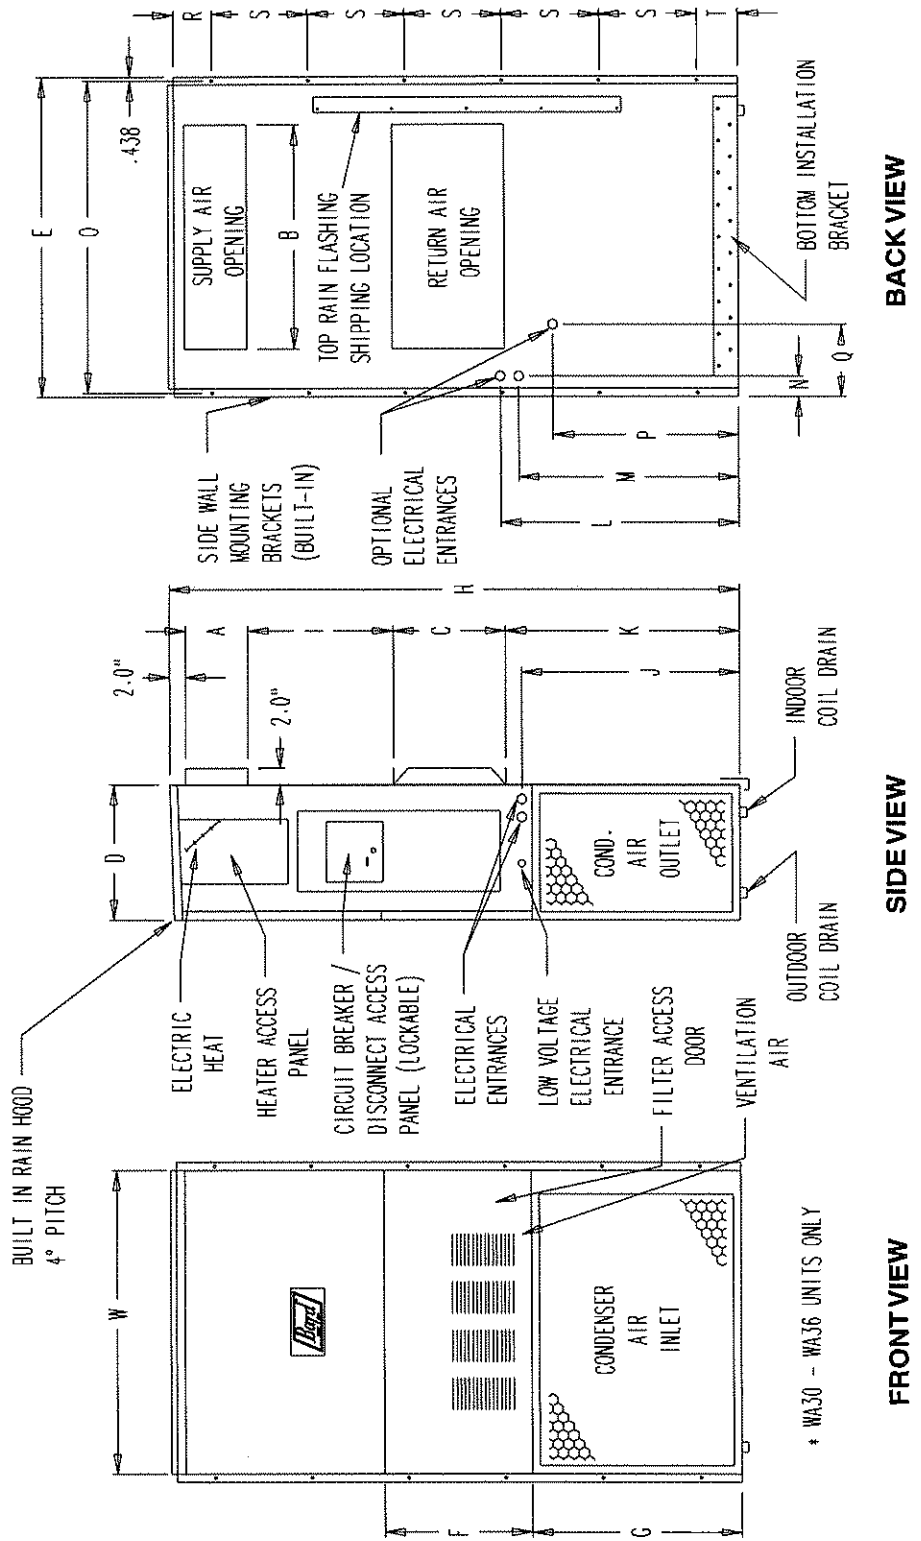 BUILT IN RAIN HOOD
4° PITCH
W
F
G
Bard
CONDENSER
AIR
INLET
* WA30 - WA36 UNITS ONLY
FRONT VIEW
ELECTRIC
HEAT
HEATER ACCESS
PANEL
CIRCUIT BREAKER /
DISCONNECT ACCESS
PANEL (LOCKABLE)
ELECTRICAL
ENTRANCES
LOW VOLTAGE
ELECTRICAL
ENTRANCE
FILTER ACCESS
DOOR
VENTILATION
AIR
D
2.0"
A
2.0"
I
C
H
K
J
COND.
AIR
OUTLET
OUTDOOR
COIL DRAIN
INDOOR
COIL DRAIN
SIDE VIEW
SIDE WALL
MOUNTING
BRACKETS
(BUILT-IN)
OPTIONAL
ELECTRICAL
ENTRANCES
E
O
.438
R
S
S
S
S
S
T
SUPPLY AIR
OPENING
B
TOP RAIN FLASHING
SHIPPING LOCATION
RETURN AIR
OPENING
L
M
P
N
Q
BOTTOM INSTALLATION
BRACKET
BACK VIEW